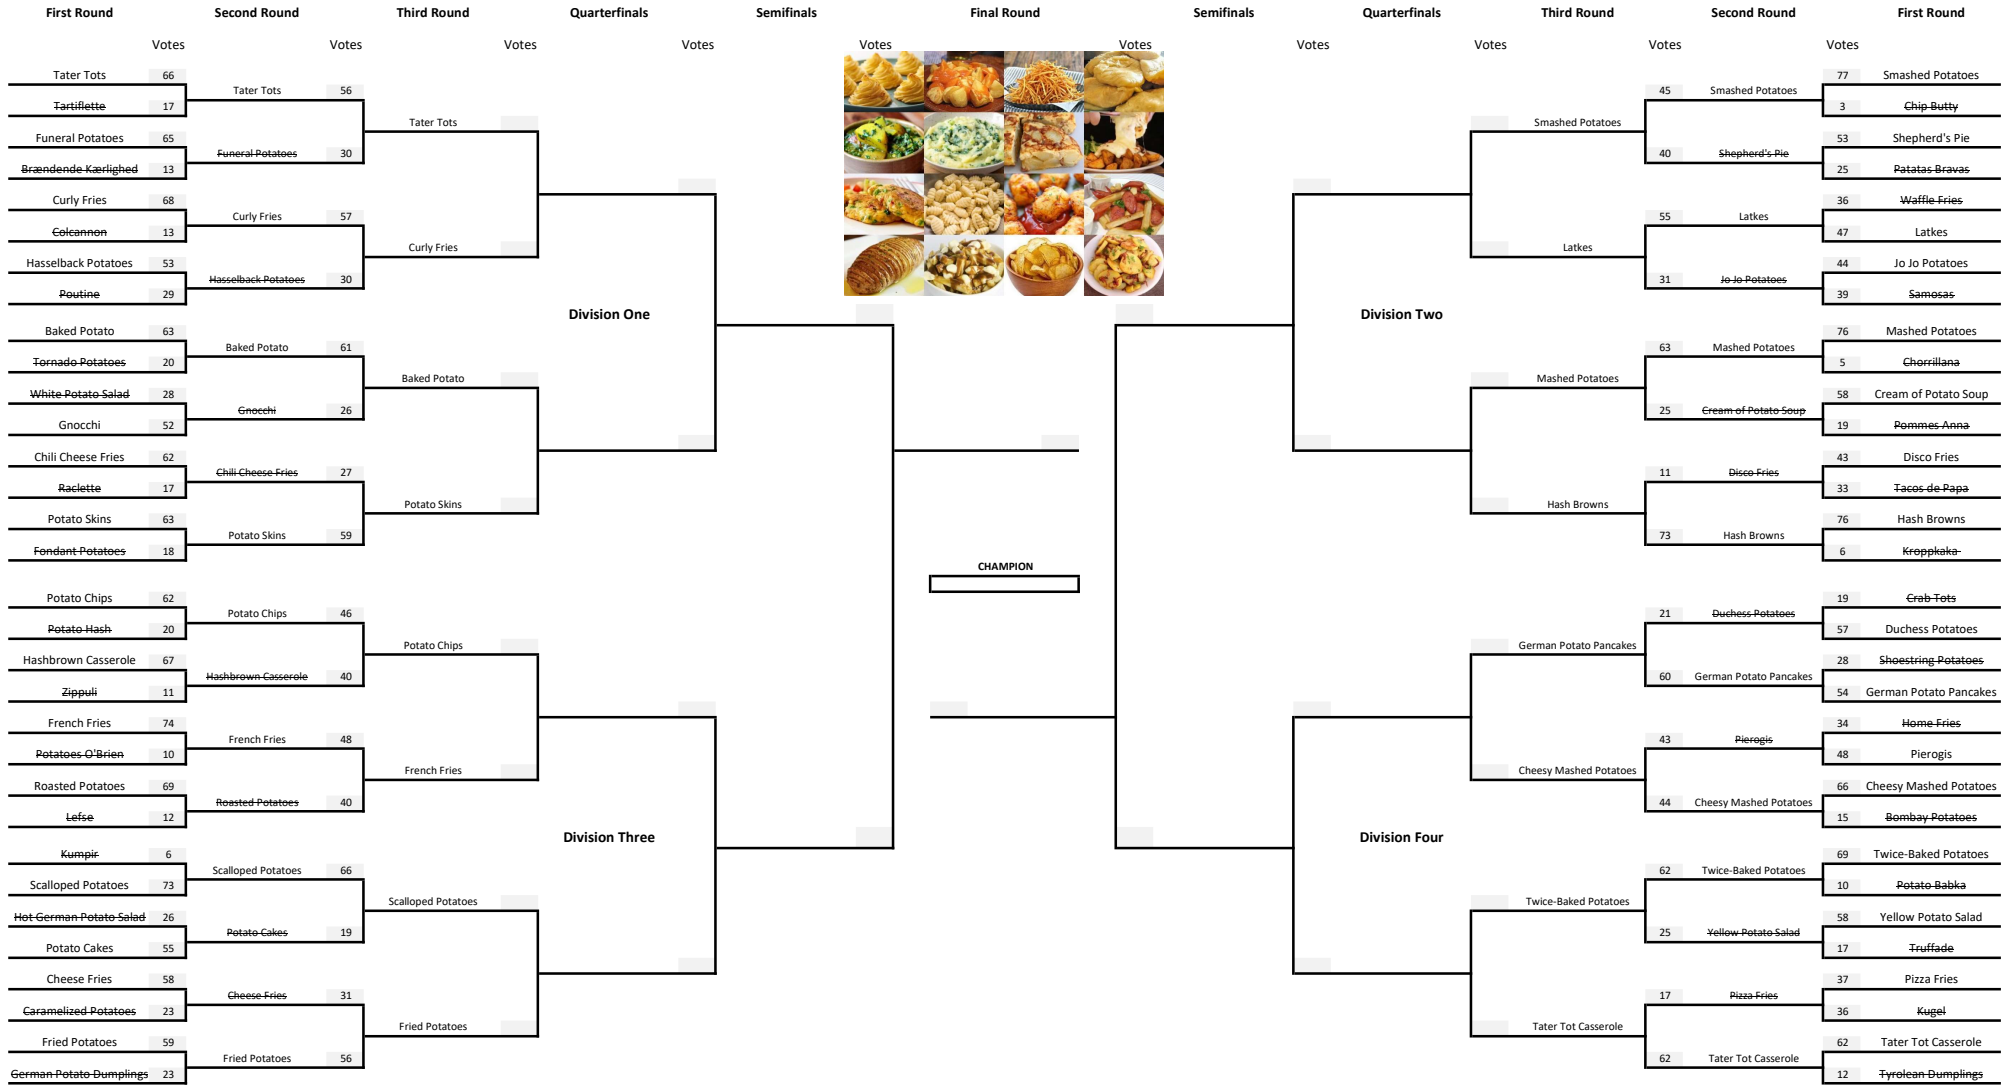 First Round Second Round Third Round Quarterfinals Semifinals Final Round Semifinals Quarterfinals Third Round Second Round First Round
Votes Votes Votes Votes Votes Votes Votes Votes Votes Votes
Tater Tots 66
Tartiflette 17
Funeral Potatoes 65
Brændende Kærlighed 13
Curly Fries 68
Colcannon 13
Hasselback Potatoes 53
Poutine 29
Baked Potato 63
Tornado Potatoes 20
White Potato Salad 28
Gnocchi 52
Chili Cheese Fries 62
Raclette 17
Potato Skins 63
Fondant Potatoes 18
Potato Chips 62
Potato Hash 20
Hashbrown Casserole 67
Zippuli 11
French Fries 74
Potatoes O'Brien 10
Roasted Potatoes 69
Lefse 12
Kumpir 6
Scalloped Potatoes 73
Hot German Potato Salad 26
Potato Cakes 55
Cheese Fries 58
Caramelized Potatoes 23
Fried Potatoes 59
German Potato Dumplings 23
Tater Tots 56
Funeral Potatoes 30
Curly Fries 57
Hasselback Potatoes 30
Baked Potato 61
Gnocchi 26
Chili Cheese Fries 27
Potato Skins 59
Potato Chips 46
Hashbrown Casserole 40
French Fries 48
Roasted Potatoes 40
Scalloped Potatoes 66
Potato Cakes 19
Cheese Fries 31
Fried Potatoes 56
Tater Tots
Curly Fries
Baked Potato
Potato Skins
Potato Chips
French Fries
Scalloped Potatoes
Fried Potatoes
Division One
Division Three
CHAMPION
Division Two
Division Four
Smashed Potatoes
Latkes
Mashed Potatoes
Hash Browns
German Potato Pancakes
Cheesy Mashed Potatoes
Twice-Baked Potatoes
Tater Tot Casserole
45 Smashed Potatoes
40 Shepherd's Pie
55 Latkes
31 Jo Jo Potatoes
63 Mashed Potatoes
25 Cream of Potato Soup
11 Disco Fries
73 Hash Browns
21 Duchess Potatoes
60 German Potato Pancakes
43 Pierogis
44 Cheesy Mashed Potatoes
62 Twice-Baked Potatoes
25 Yellow Potato Salad
17 Pizza Fries
62 Tater Tot Casserole
77 Smashed Potatoes
3 Chip Butty
53 Shepherd's Pie
25 Patatas Bravas
36 Waffle Fries
47 Latkes
44 Jo Jo Potatoes
39 Samosas
76 Mashed Potatoes
5 Chorrillana
58 Cream of Potato Soup
19 Pommes Anna
43 Disco Fries
33 Tacos de Papa
76 Hash Browns
6 Kroppkaka
19 Crab Tots
57 Duchess Potatoes
28 Shoestring Potatoes
54 German Potato Pancakes
34 Home Fries
48 Pierogis
66 Cheesy Mashed Potatoes
15 Bombay Potatoes
69 Twice-Baked Potatoes
10 Potato Babka
58 Yellow Potato Salad
17 Truffade
37 Pizza Fries
36 Kugel
62 Tater Tot Casserole
12 Tyrolean Dumplings